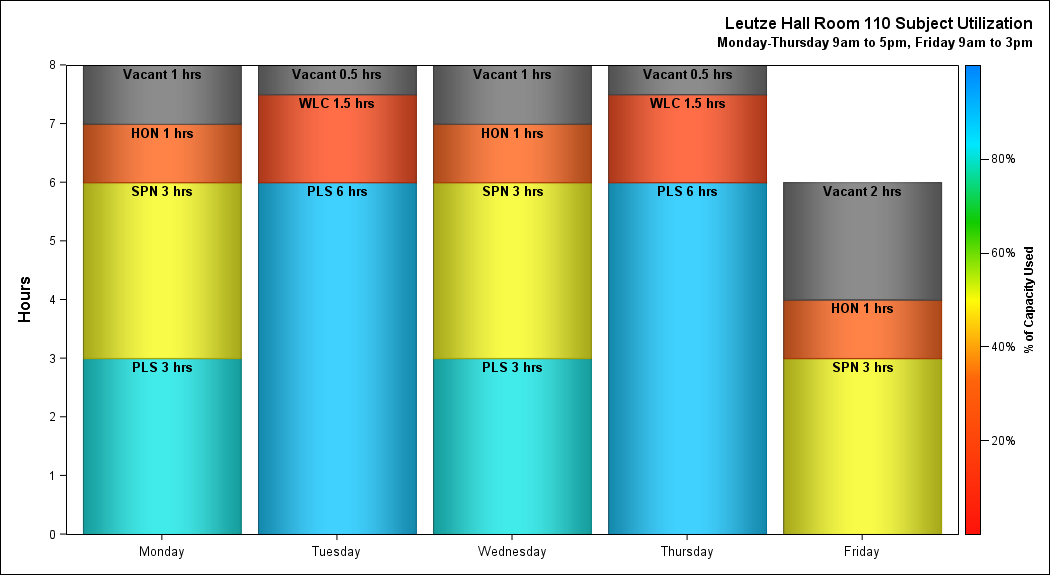 Leutze Hall Room 110 Subject Utilization
Monday-Thursday 9am to 5pm, Friday 9am to 3pm
Hours
8
7
6
5
4
3
2
1
0
Vacant 1 hrs
HON 1 hrs
SPN 3 hrs
PLS 3 hrs
Vacant 0.5 hrs
WLC 1.5 hrs
PLS 6 hrs
Vacant 1 hrs
HON 1 hrs
SPN 3 hrs
PLS 3 hrs
Vacant 0.5 hrs
WLC 1.5 hrs
PLS 6 hrs
Vacant 2 hrs
HON 1 hrs
SPN 3 hrs
Monday
Tuesday
Wednesday
Thursday
Friday
80%
60%
40%
20%
% of Capacity Used